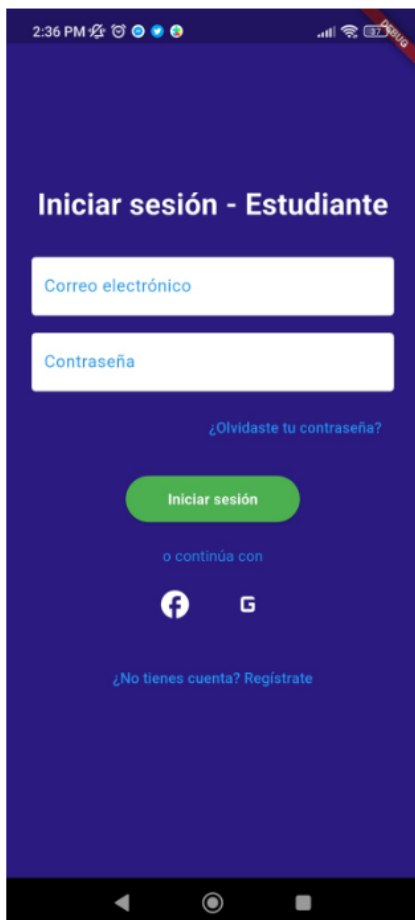 2:36 PM
37
DEBUG
Iniciar sesión - Estudiante
Correo electrónico
Contraseña
¿Olvidaste tu contraseña?
Iniciar sesión
o continúa con
G
¿No tienes cuenta? Regístrate